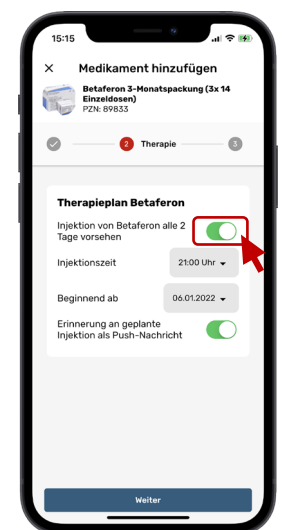 15:15
× Medikament hinzufügen
Betaferon 3-Monatspackung (3x 14
Einzeldosen)
PZN: 89833
2 Therapie 3
Therapieplan Betaferon
Injektion von Betaferon alle 2
Tage vorsehen
Injektionszeit 21:00 Uhr
Beginnend ab 06.01.2022
Erinnerung an geplante
Injektion als Push-Nachricht
Weiter